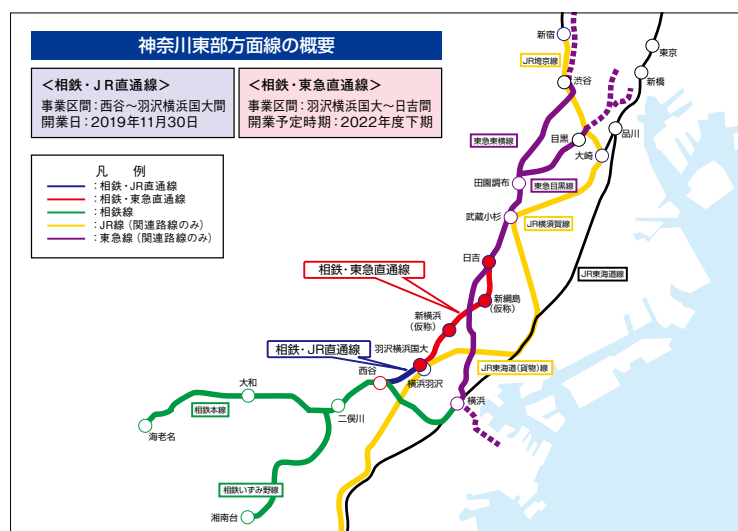 神奈川東部方面線の概要
＜相鉄・ＪＲ直通線＞
事業区間：西谷～羽沢横浜国大間
開業日：2019年11月30日
＜相鉄・東急直通線＞
事業区間：羽沢横浜国大～日吉間
開業予定時期：2022年度下期
凡　例
：相鉄・JR直通線
：相鉄・東急直通線
：相鉄線
：JR線（関連路線のみ）
：東急線（関連路線のみ）
新宿
JR埼京線
東京
渋谷
新橋
東急東横線
目黒
品川
大崎
田園調布
東急目黒線
武蔵小杉
JR横須賀線
日吉
相鉄・東急直通線
JR東海道線
新綱島
（仮称）
新横浜
（仮称）
相鉄・JR直通線
羽沢横浜国大
西谷
横浜羽沢
JR東海道（貨物）線
大和
相鉄本線
二俣川
横浜
海老名
相鉄いずみ野線
湘南台